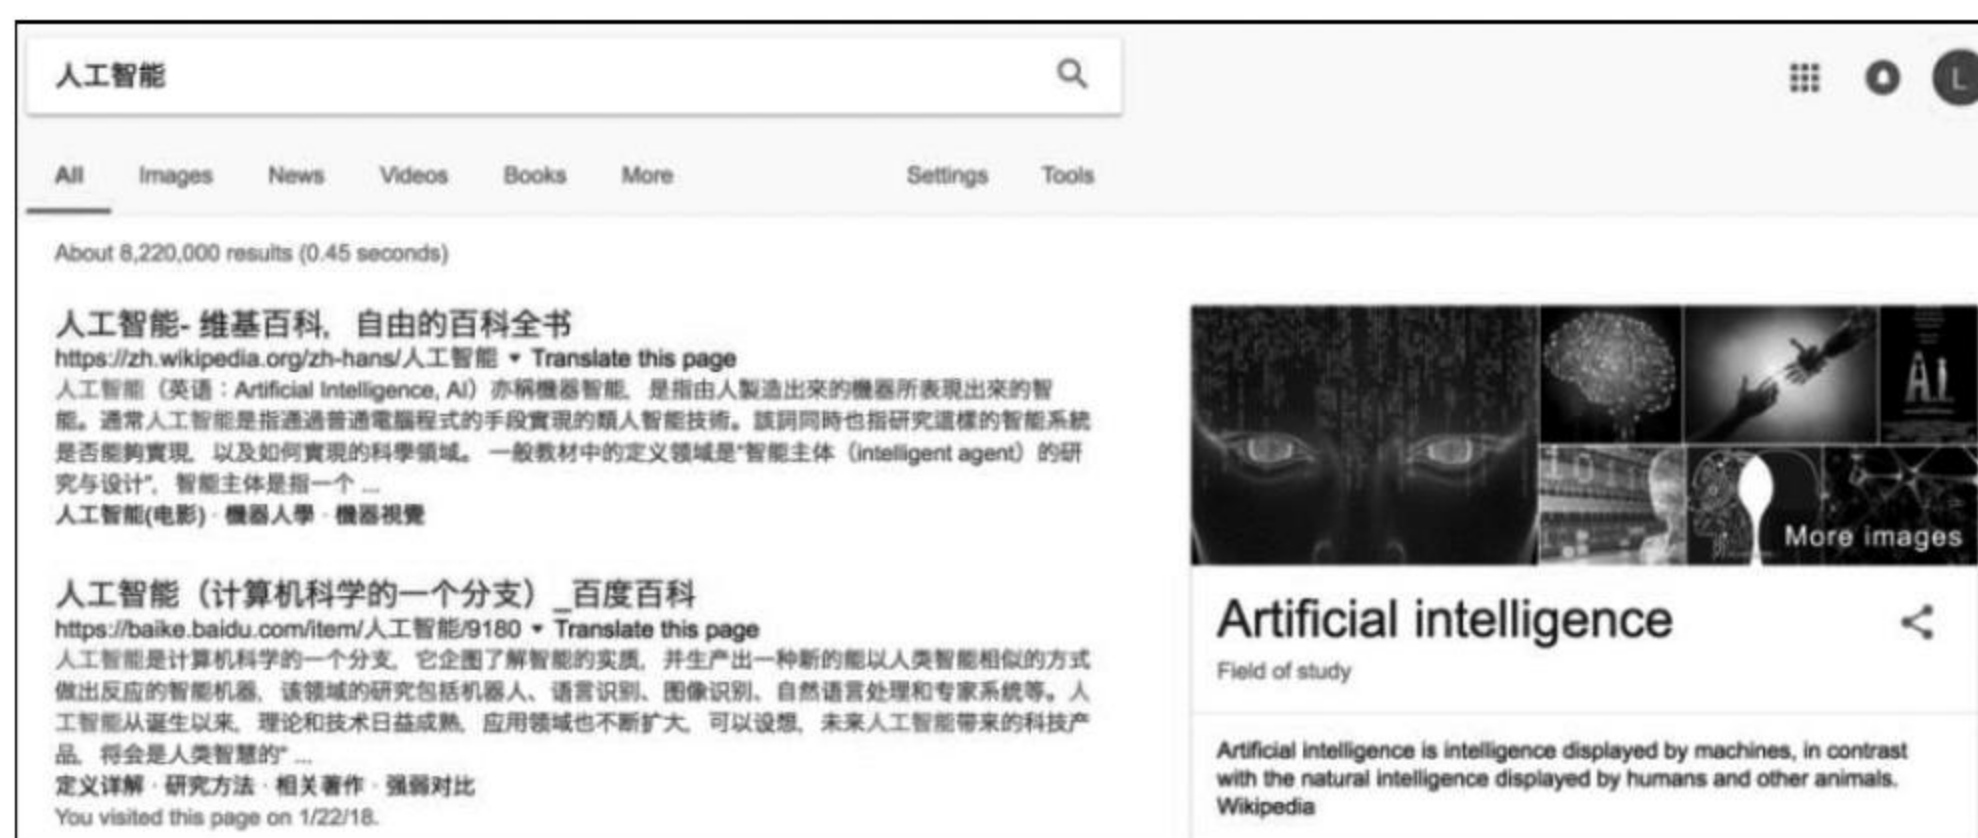 人工智能
L
All Images News Videos Books More Settings Tools
About 8,220,000 results (0.45 seconds)
人工智能- 维基百科，自由的百科全书
https://zh.wikipedia.org/zh-hans/人工智能 ▾ Translate this page
人工智能（英语：Artificial Intelligence, AI）亦稱機器智能，是指由人製造出來的機器所表現出來的智
能。通常人工智能是指通過普通電腦程式的手段實現的類人智能技術。該詞同時也指研究這樣的智能系統
是否能夠實現，以及如何實現的科學領域。 一般教材中的定义领域是“智能主体（intelligent agent）的研
究与设计”，智能主体是指一个 ...
人工智能(电影) · 機器人學 · 機器視覺
人工智能（计算机科学的一个分支）_百度百科
https://baike.baidu.com/item/人工智能/9180 ▾ Translate this page
人工智能是计算机科学的一个分支，它企图了解智能的实质，并生产出一种新的能以人类智能相似的方式
做出反应的智能机器，该领域的研究包括机器人、语言识别、图像识别、自然语言处理和专家系统等。人
工智能从诞生以来，理论和技术日益成熟，应用领域也不断扩大，可以设想，未来人工智能带来的科技产
品，将会是人类智慧的“ ...
定义详解 · 研究方法 · 相关著作 · 强弱对比
You visited this page on 1/22/18.
AI
More images
Artificial intelligence
Field of study
Artificial intelligence is intelligence displayed by machines, in contrast
with the natural intelligence displayed by humans and other animals.
Wikipedia